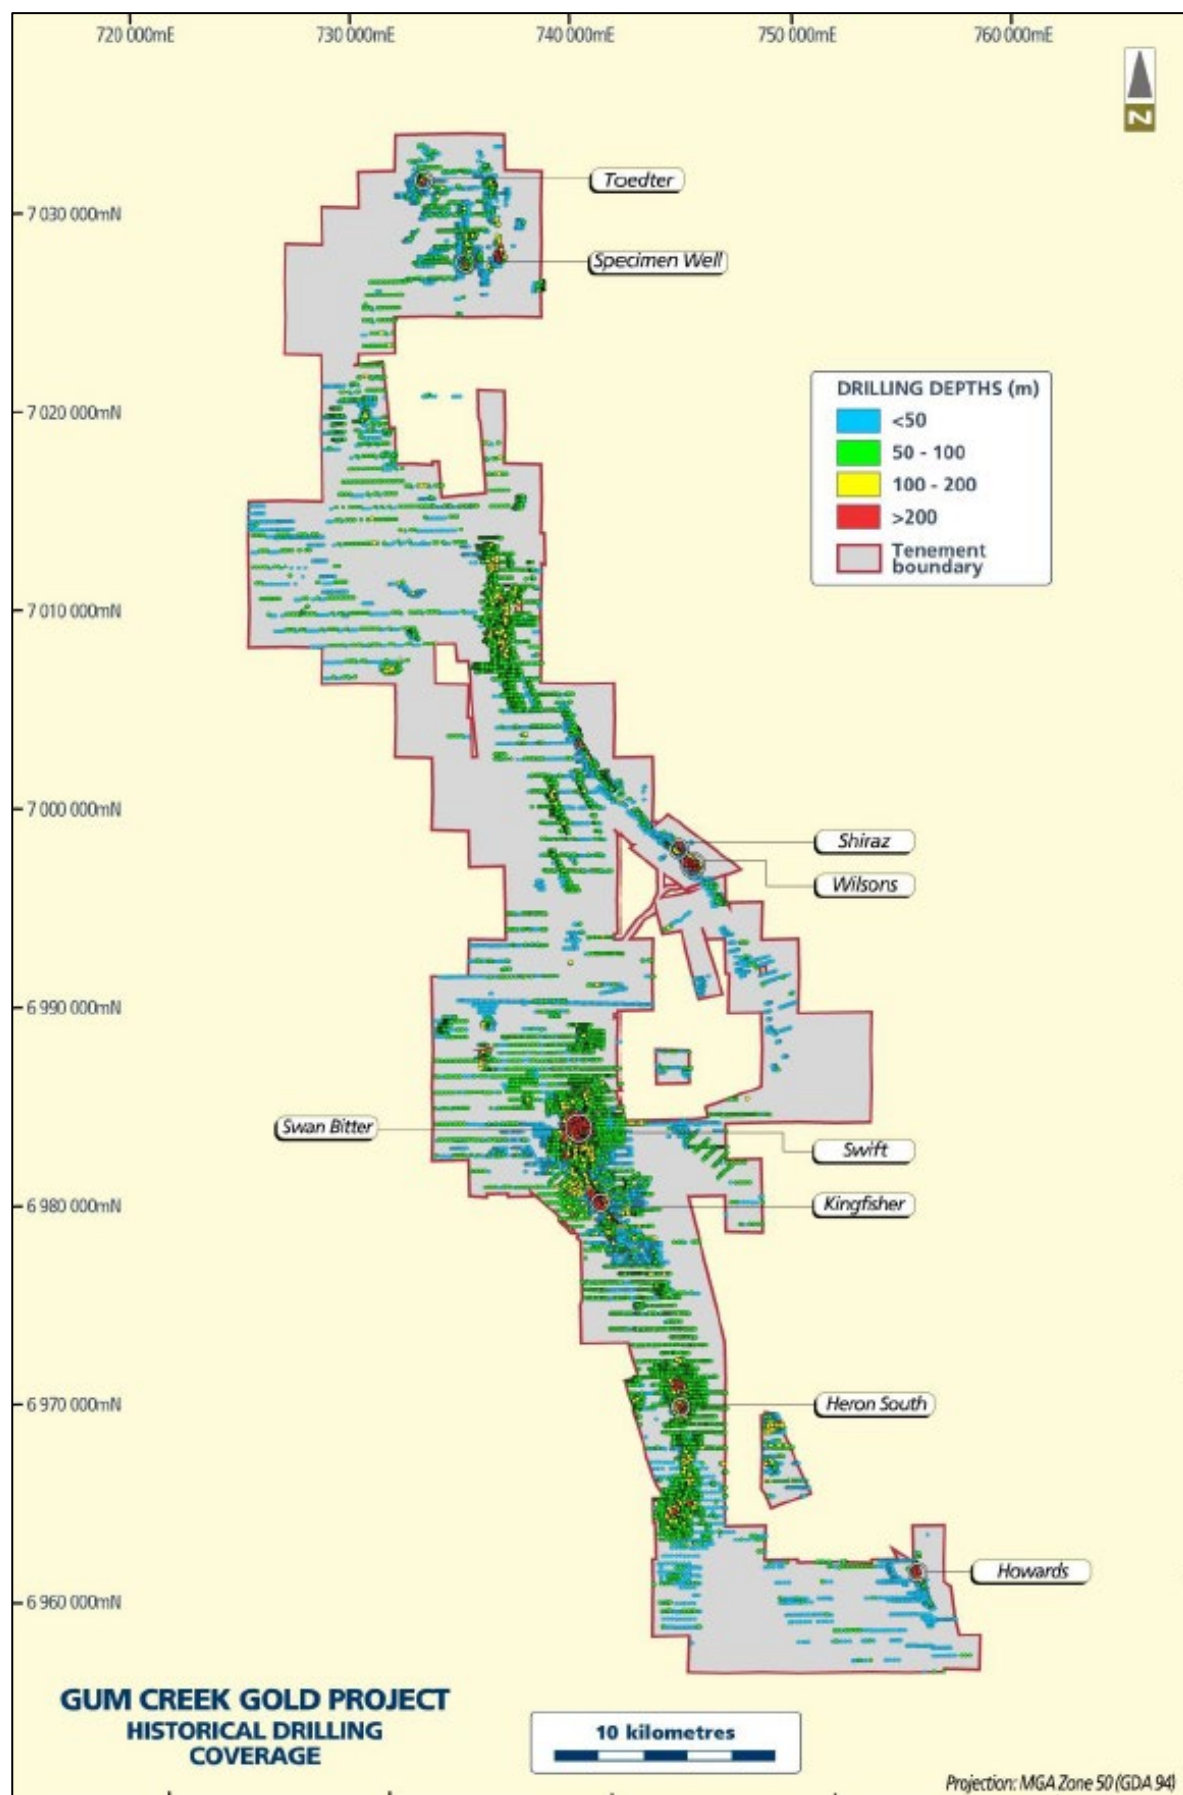 720 000mE
730 000mE
740 000mE
750 000mE
760 000mE
N
Toedter
7 030 000mN
Specimen Well
DRILLING DEPTHS (m)
<50
50 - 100
100 - 200
>200
Tenement
boundary
7 020 000mN
7 010 000mN
7 000 000mN
Shiraz
Wilsons
6 990 000mN
Swan Bitter
Swift
Kingfisher
6 980 000mN
6 970 000mN
Heron South
Howards
6 960 000mN
GUM CREEK GOLD PROJECT
HISTORICAL DRILLING
COVERAGE
10 kilometres
Projection: MGA Zone 50 (GDA 94)